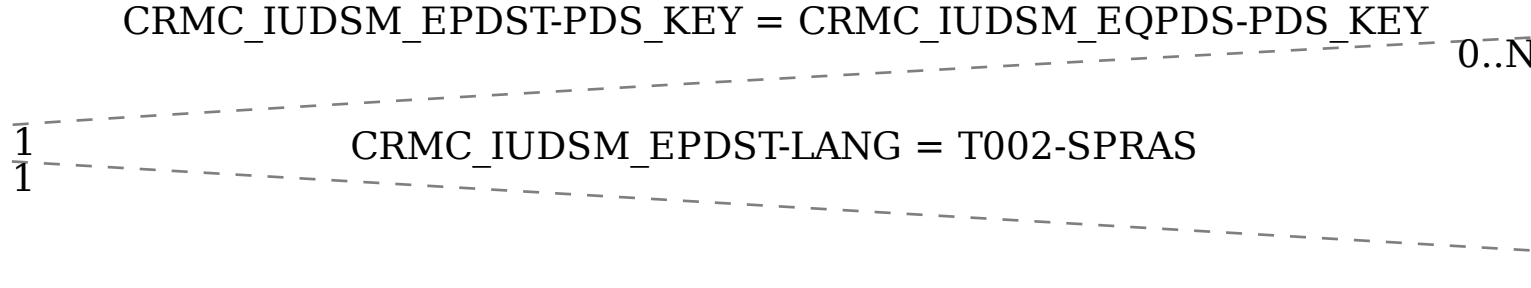 CRMC_IUDSM_EPDST-PDS_KEY = CRMC_IUDSM_EQPDS-PDS_KEY
0..N
1
CRMC_IUDSM_EPDST-LANG = T002-SPRAS
1